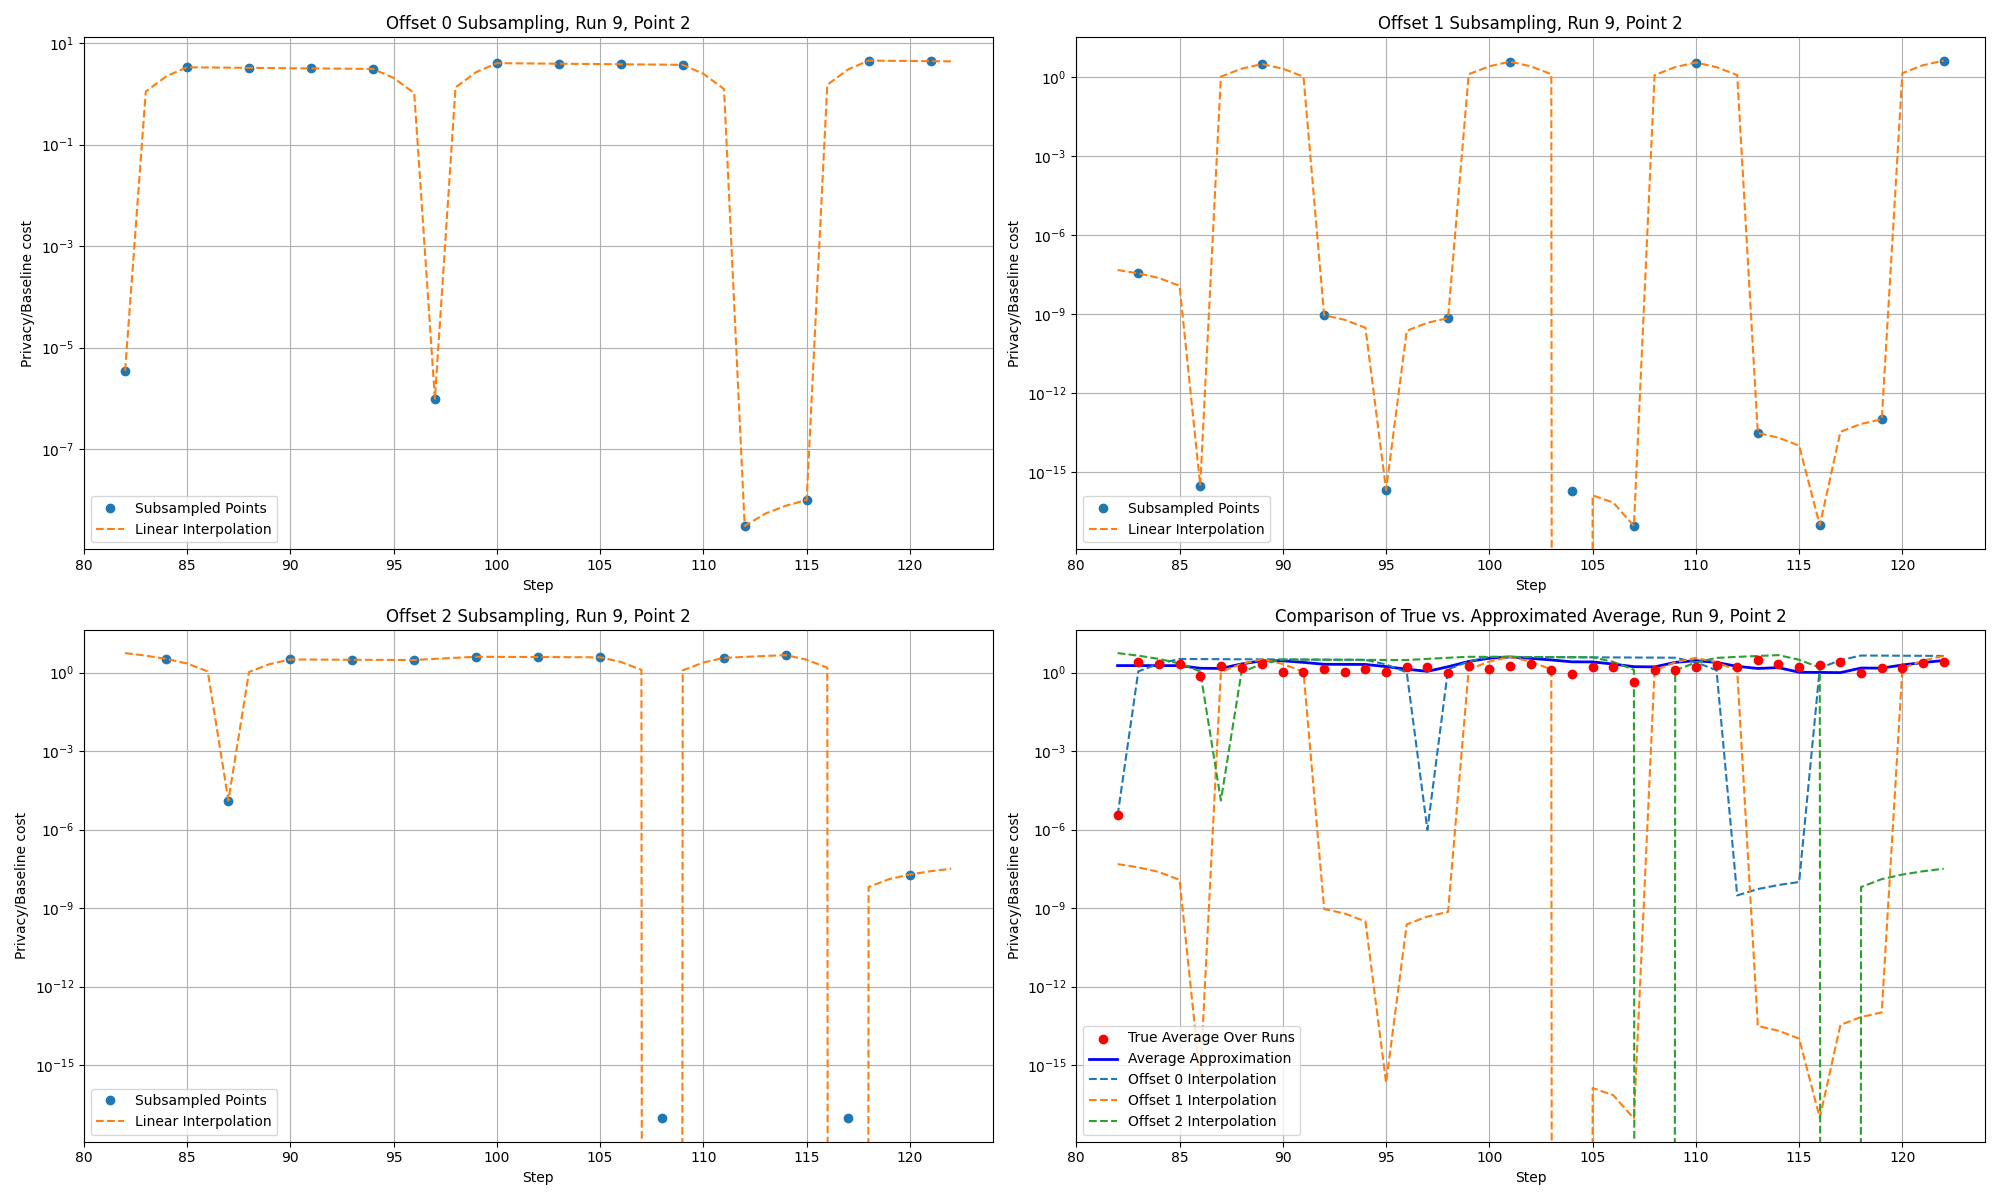 Offset 0 Subsampling, Run 9, Point 2
Privacy/Baseline cost
10^1
10^-1
10^-3
10^-5
10^-7
Subsampled Points
Linear Interpolation
80 85 90 95 100 105 110 115 120
Step
Offset 1 Subsampling, Run 9, Point 2
Privacy/Baseline cost
10^0
10^-3
10^-6
10^-9
10^-12
10^-15
Subsampled Points
Linear Interpolation
80 85 90 95 100 105 110 115 120
Step
Offset 2 Subsampling, Run 9, Point 2
Privacy/Baseline cost
10^0
10^-3
10^-6
10^-9
10^-12
10^-15
Subsampled Points
Linear Interpolation
80 85 90 95 100 105 110 115 120
Step
Comparison of True vs. Approximated Average, Run 9, Point 2
Privacy/Baseline cost
10^0
10^-3
10^-6
10^-9
10^-12
10^-15
True Average Over Runs
Average Approximation
Offset 0 Interpolation
Offset 1 Interpolation
Offset 2 Interpolation
80 85 90 95 100 105 110 115 120
Step